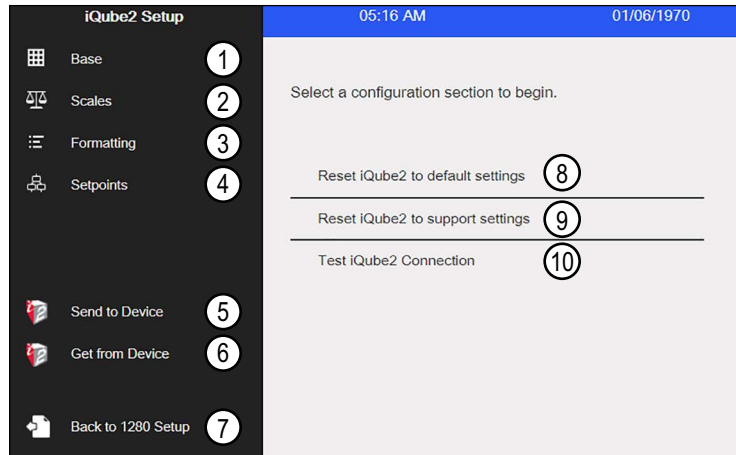 iQube2 Setup
05:16 AM
01/06/1970
Base 1
Scales 2
Formatting 3
Setpoints 4
Send to Device 5
Get from Device 6
Back to 1280 Setup 7
Select a configuration section to begin.
Reset iQube2 to default settings 8
Reset iQube2 to support settings 9
Test iQube2 Connection 10